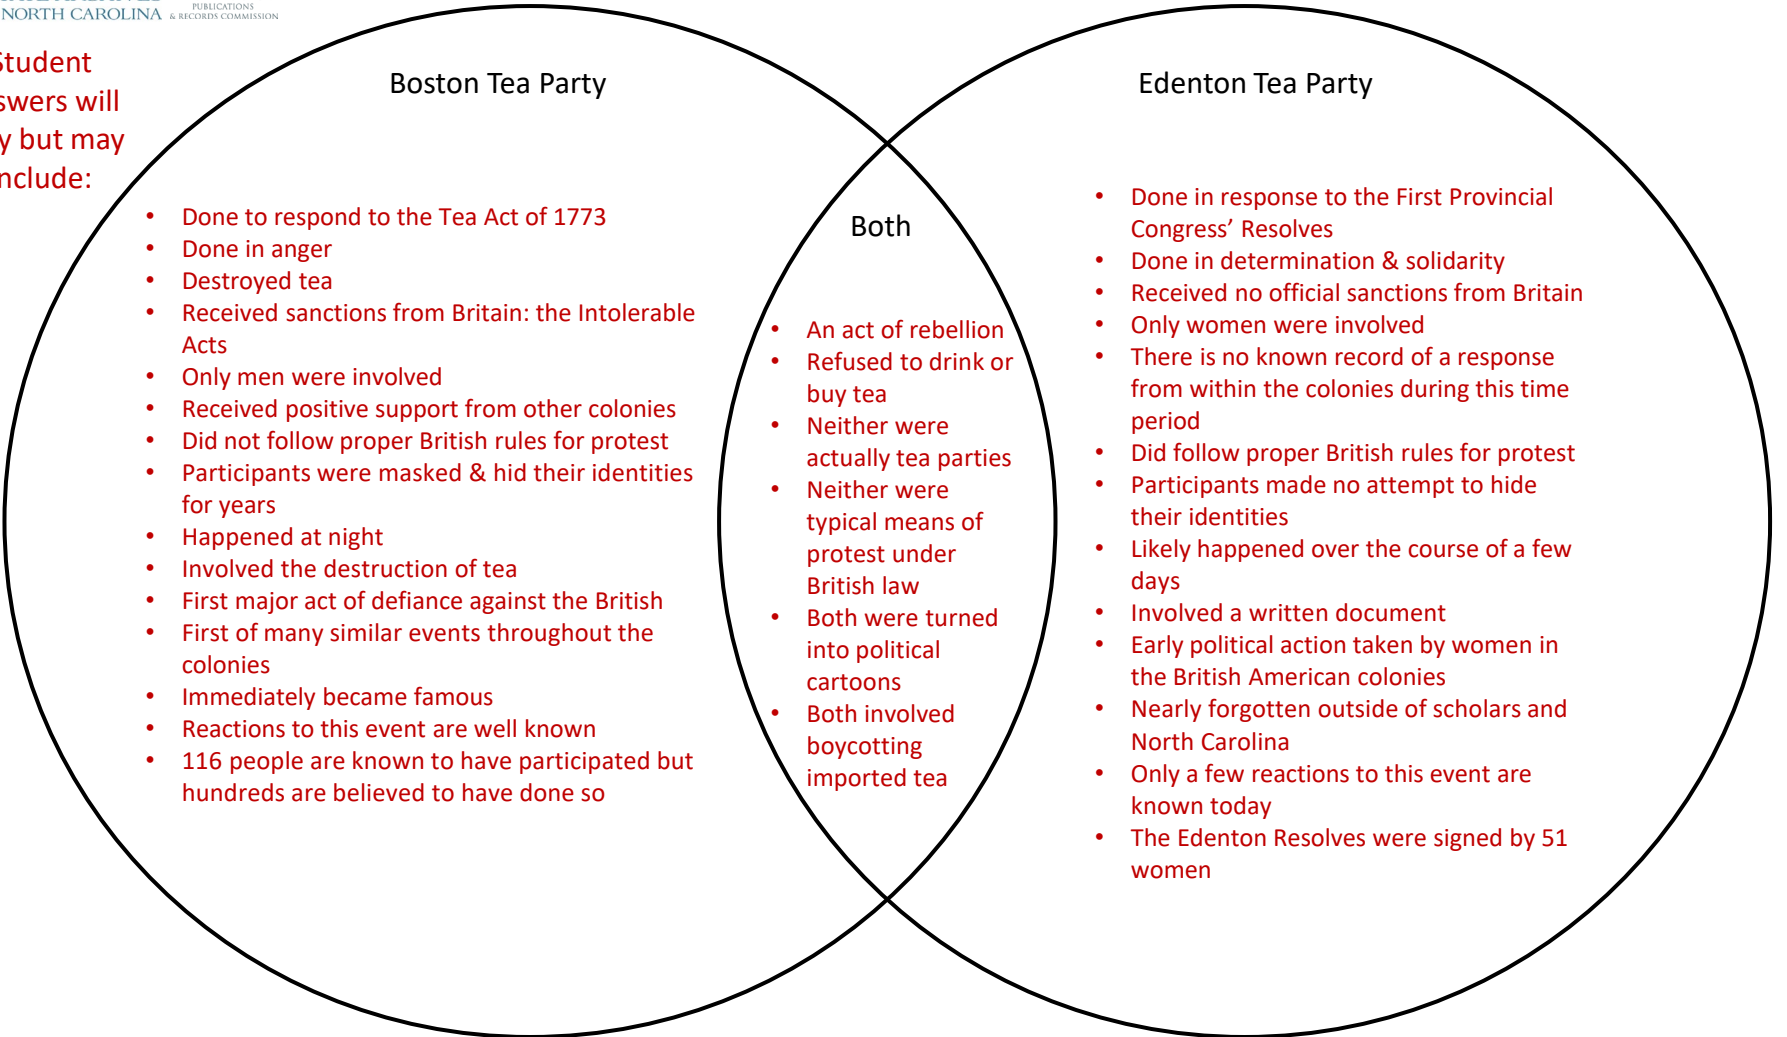 NORTH CAROLINA
PUBLICATIONS
& RECORDS COMMISSION
Student
swers will
y but may
nclude:
Boston Tea Party
• Done to respond to the Tea Act of 1773
• Done in anger
• Destroyed tea
• Received sanctions from Britain: the Intolerable
Acts
• Only men were involved
• Received positive support from other colonies
• Did not follow proper British rules for protest
• Participants were masked & hid their identities
for years
• Happened at night
• Involved the destruction of tea
• First major act of defiance against the British
• First of many similar events throughout the
colonies
• Immediately became famous
• Reactions to this event are well known
• 116 people are known to have participated but
hundreds are believed to have done so
Both
• An act of rebellion
• Refused to drink or
buy tea
• Neither were
actually tea parties
• Neither were
typical means of
protest under
British law
• Both were turned
into political
cartoons
• Both involved
boycotting
imported tea
Edenton Tea Party
• Done in response to the First Provincial
Congress’ Resolves
• Done in determination & solidarity
• Received no official sanctions from Britain
• Only women were involved
• There is no known record of a response
from within the colonies during this time
period
• Did follow proper British rules for protest
• Participants made no attempt to hide
their identities
• Likely happened over the course of a few
days
• Involved a written document
• Early political action taken by women in
the British American colonies
• Nearly forgotten outside of scholars and
North Carolina
• Only a few reactions to this event are
known today
• The Edenton Resolves were signed by 51
women